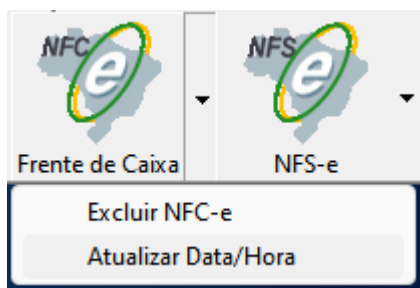 NFC
e
NFS
e
Frente de Caixa
NFS-e
Excluir NFC-e
Atualizar Data/Hora